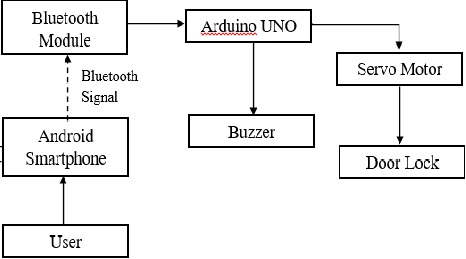 Bluetooth
Module
Arduino UNO
Servo Motor
Bluetooth
Signal
Android
Smartphone
Buzzer
Door Lock
User